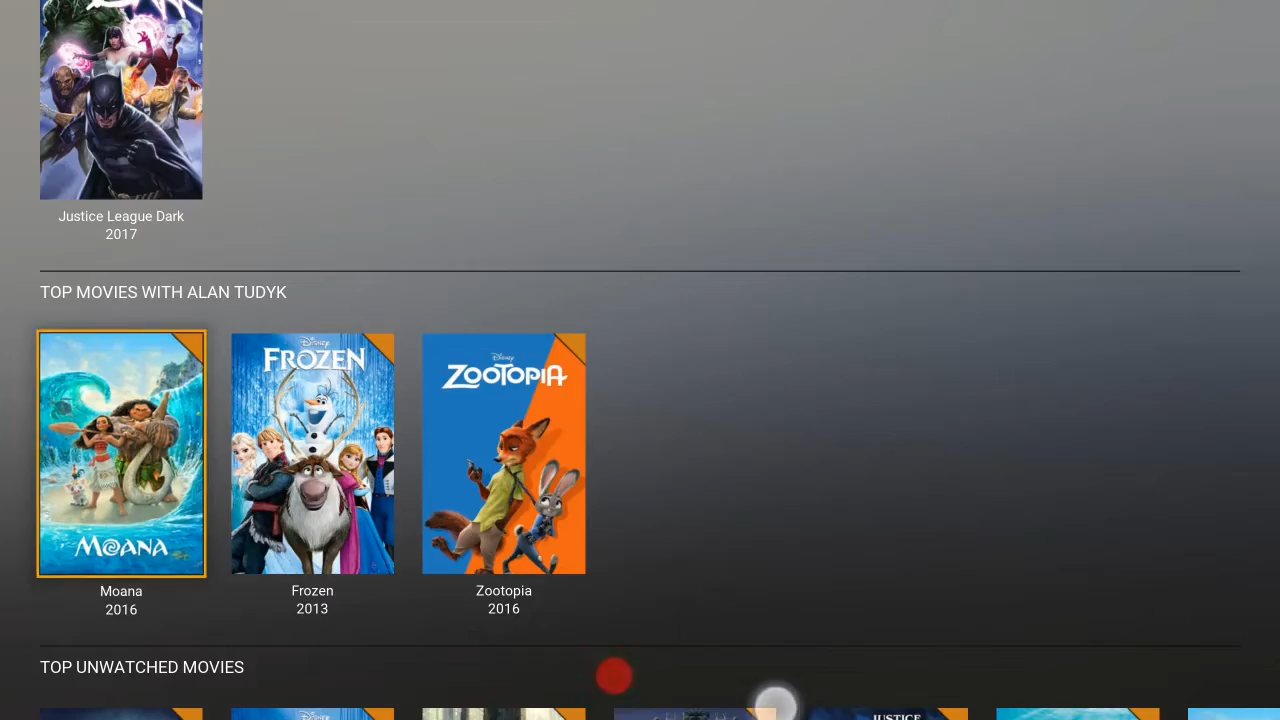 Justice League Dark
2017
TOP MOVIES WITH ALAN TUDYK
Disney
FROZEN
Disney
ZOOTOPIA
MOANA
Moana
2016
Frozen
2013
Zootopia
2016
TOP UNWATCHED MOVIES
Disney
JUSTICE